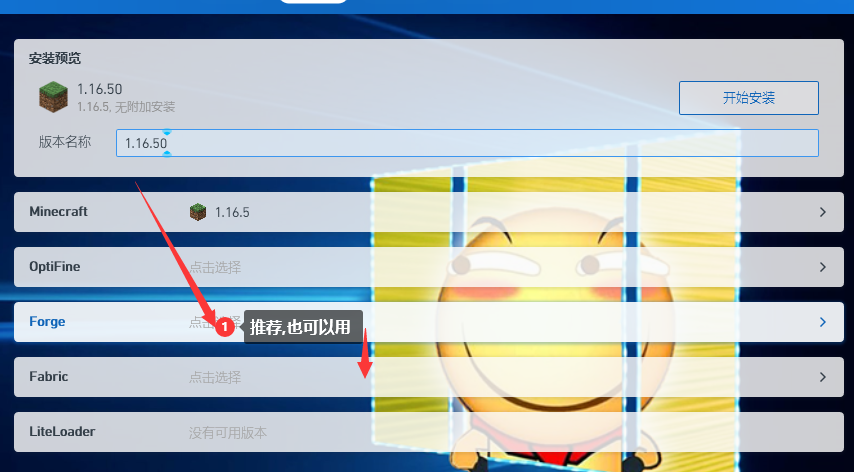 安装预览
1.16.50
1.16.5, 无附加安装
开始安装
版本名称
1.16.50
Minecraft
1.16.5
OptiFine
点击选择
Forge
点击选择
1
推荐,也可以用
Fabric
点击选择
LiteLoader
没有可用版本